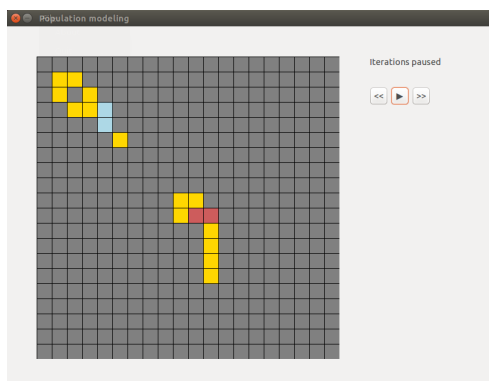 Population modeling
Iterations paused
<< ▶ >>